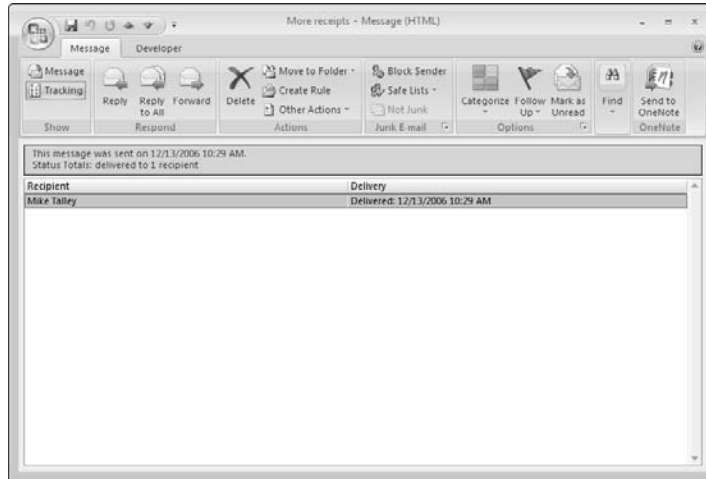 More receipts - Message (HTML)
Message Developer
Message
Tracking
Show
Reply
Reply to All
Forward
Respond
Delete
Move to Folder
Create Rule
Other Actions
Actions
Block Sender
Safe Lists
Not Junk
Junk E-mail
Categorize
Follow Up
Mark as Unread
Options
Find
Send to OneNote
OneNote
This message was sent on 12/13/2006 10:29 AM.
Status Totals: delivered to 1 recipient
Recipient Delivery
Mike Talley Delivered: 12/13/2006 10:29 AM